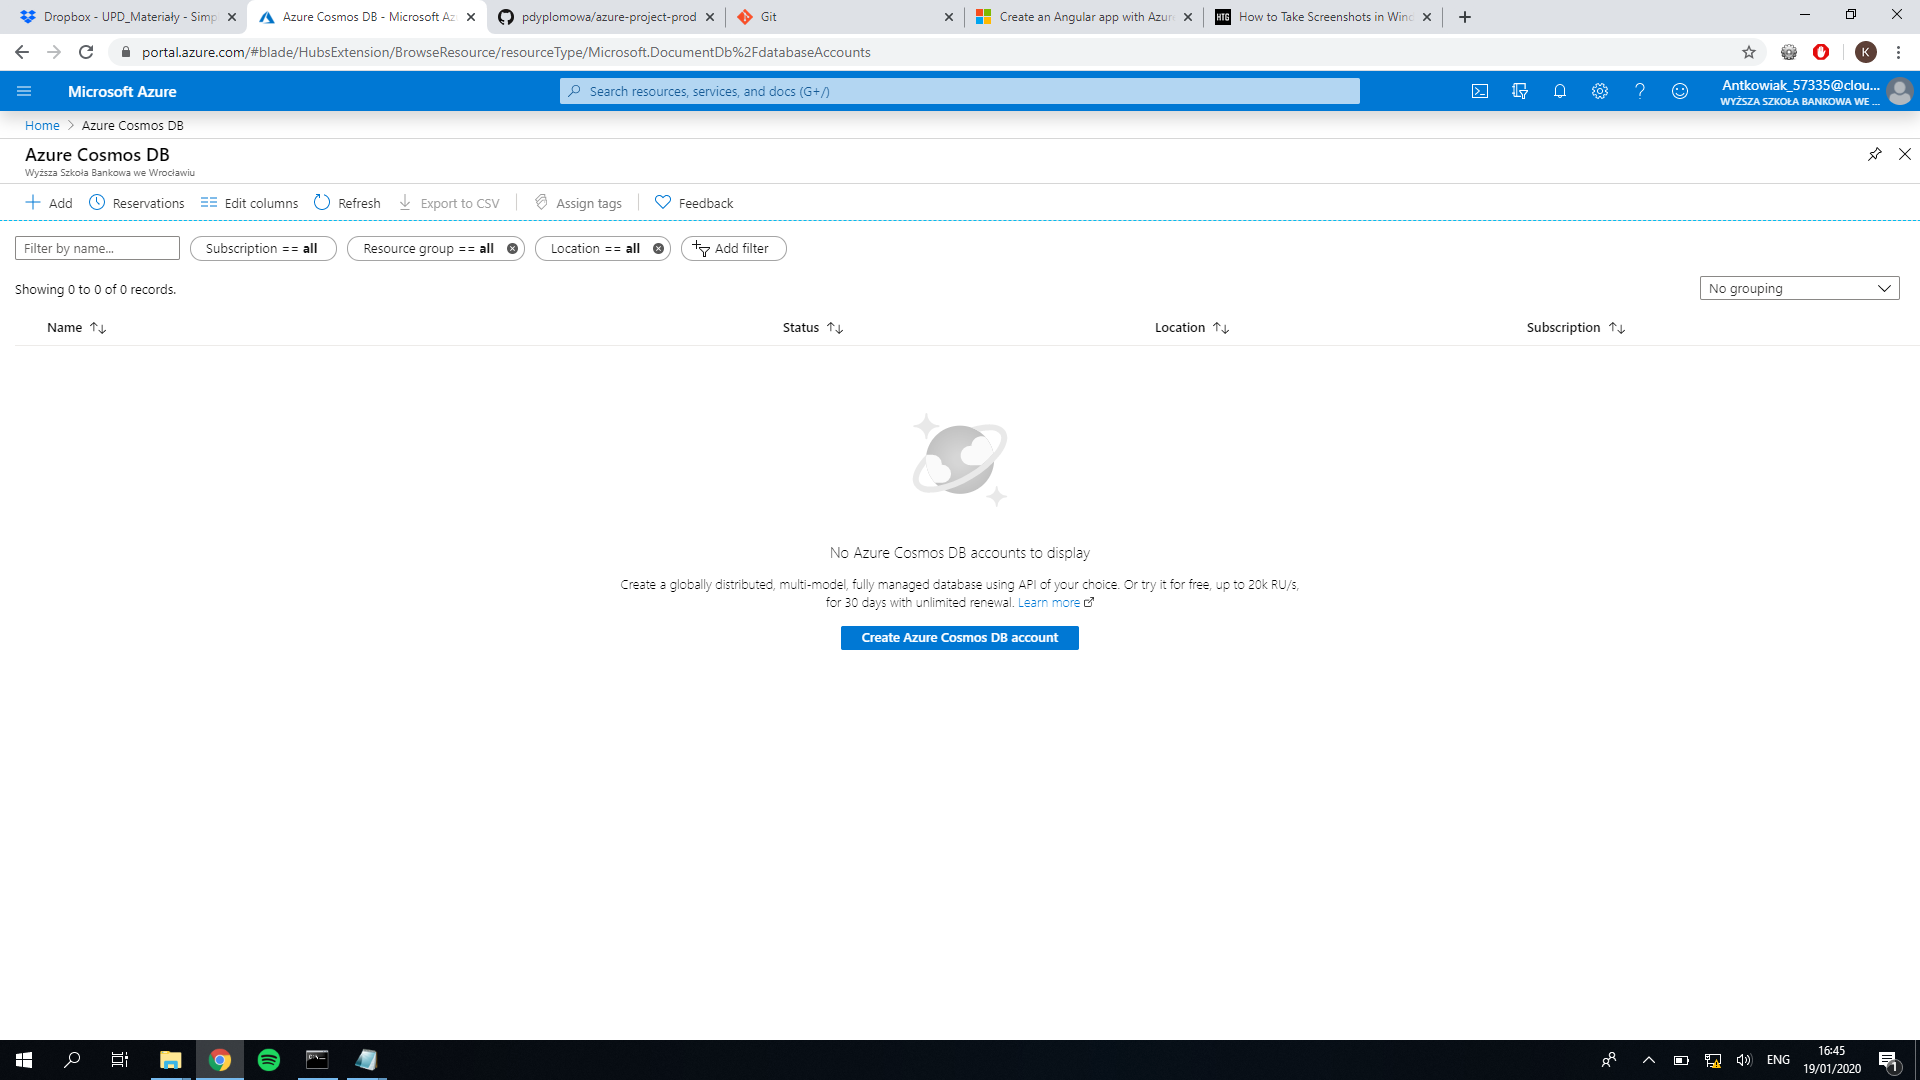 Dropbox - UPD_Materiały - Simp
Azure Cosmos DB - Microsoft Az
pdyplomowa/azure-project-prod
Git
Create an Angular app with Azur
HTG How to Take Screenshots in Wind
portal.azure.com/#blade/HubsExtension/BrowseResource/resourceType/Microsoft.DocumentDb%2FdatabaseAccounts
K
Microsoft Azure
Search resources, services, and docs (G+/)
Antkowiak_57335@clou...
WYŻSZA SZKOŁA BANKOWA WE ...
Home > Azure Cosmos DB
Azure Cosmos DB
Wyższa Szkoła Bankowa we Wrocławiu
Add Reservations Edit columns Refresh Export to CSV Assign tags Feedback
Filter by name... Subscription == all Resource group == all Location == all Add filter
Showing 0 to 0 of 0 records.
No grouping
Name Status Location Subscription
No Azure Cosmos DB accounts to display
Create a globally distributed, multi-model, fully managed database using API of your choice. Or try it for free, up to 20k RU/s,
for 30 days with unlimited renewal. Learn more
Create Azure Cosmos DB account
ENG
16:45
19/01/2020
1